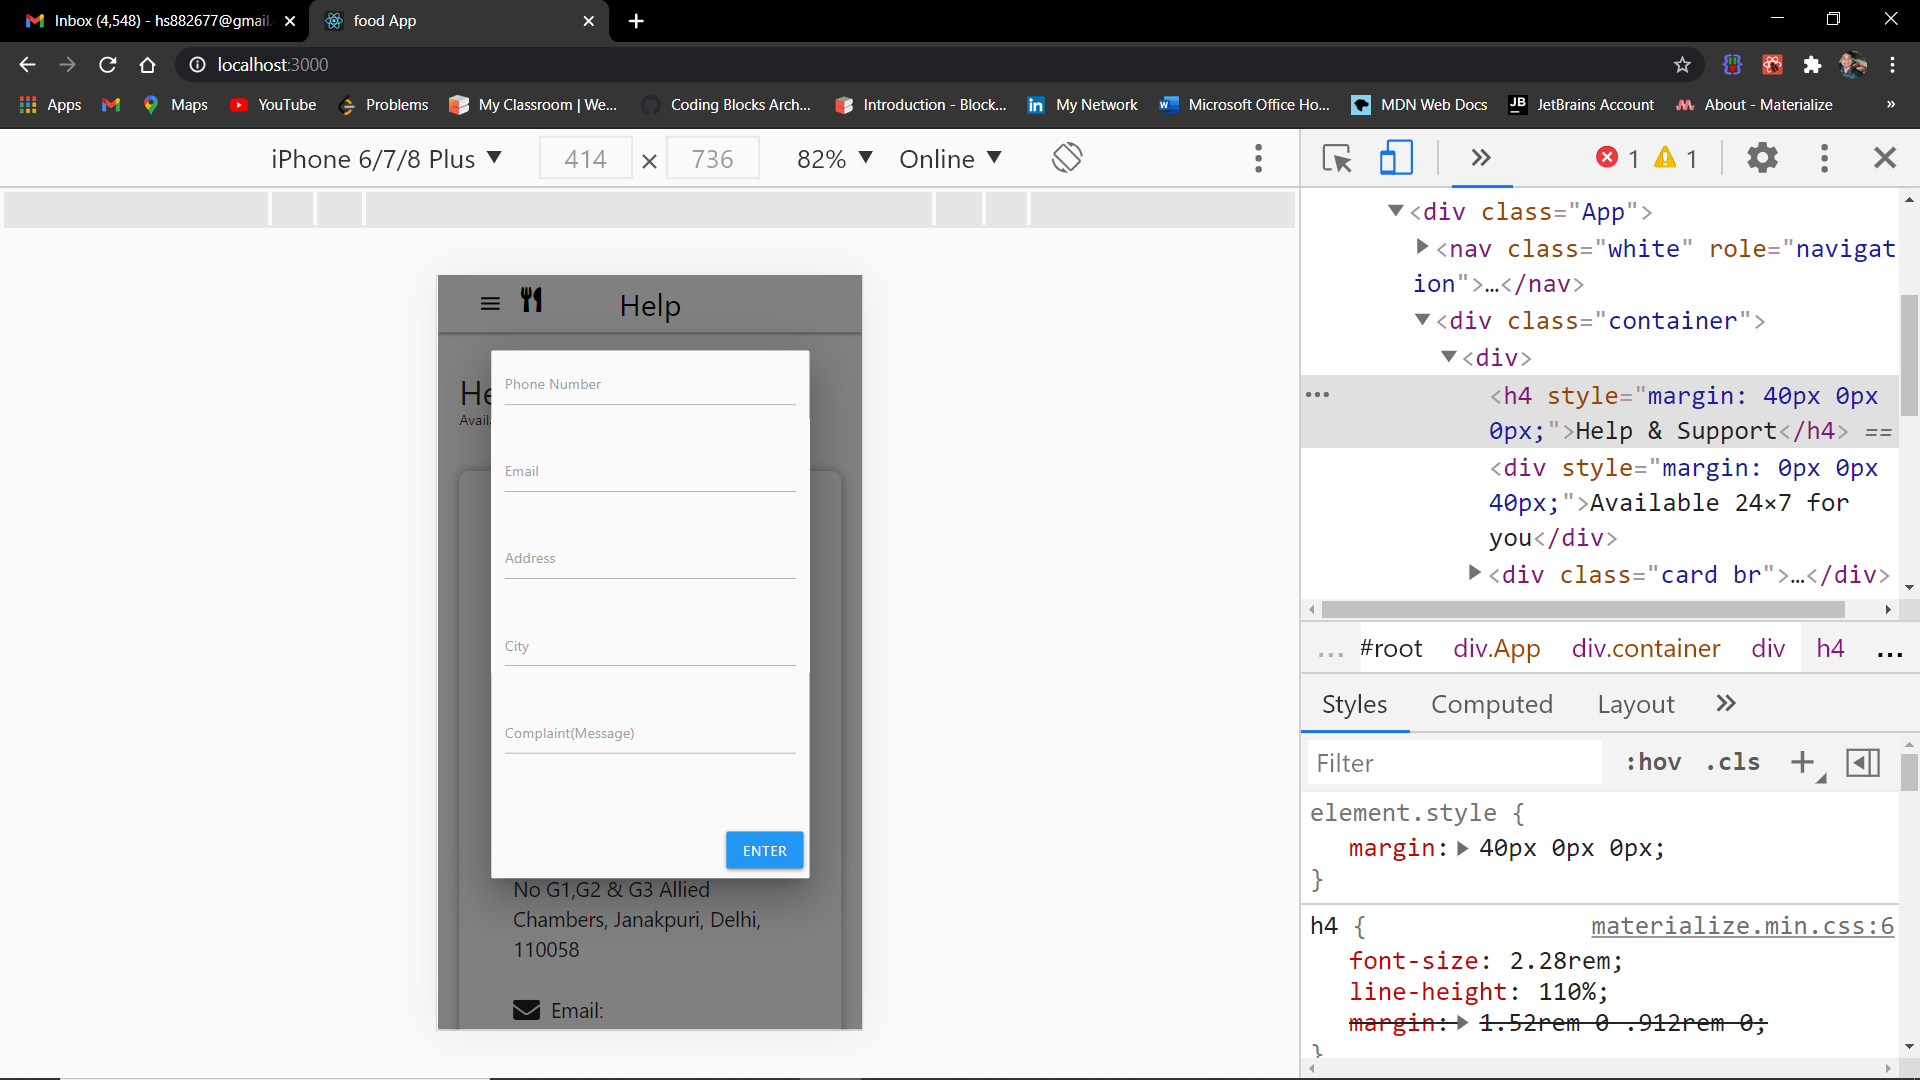 Inbox (4,548) - hs882677@gmail.
food App
localhost:3000
Apps
Maps
YouTube
Problems
My Classroom | We...
Coding Blocks Arch...
Introduction - Block...
My Network
Microsoft Office Ho...
MDN Web Docs
JetBrains Account
About - Materialize
»
iPhone 6/7/8 Plus ▼
414 × 736
82% ▼
Online ▼
1
1
<div class="App">
<nav class="white" role="navigat
ion">…</nav>
<div class="container">
<div>
<h4 style="margin: 40px 0px
0px;">Help & Support</h4> ==
<div style="margin: 0px 0px
40px;">Available 24×7 for
you</div>
<div class="card br">…</div>
... #root div.App div.container div h4 ...
Styles Computed Layout
Filter :hov .cls
element.style {
margin: 40px 0px 0px;
}
h4 { materialize.min.css:6
font-size: 2.28rem;
line-height: 110%;
margin: 1.52rem 0 .912rem 0;
}
Help
He
Avail
Phone Number
Email
Address
City
Complaint(Message)
ENTER
No G1,G2 & G3 Allied
Chambers, Janakpuri, Delhi,
110058
Email: